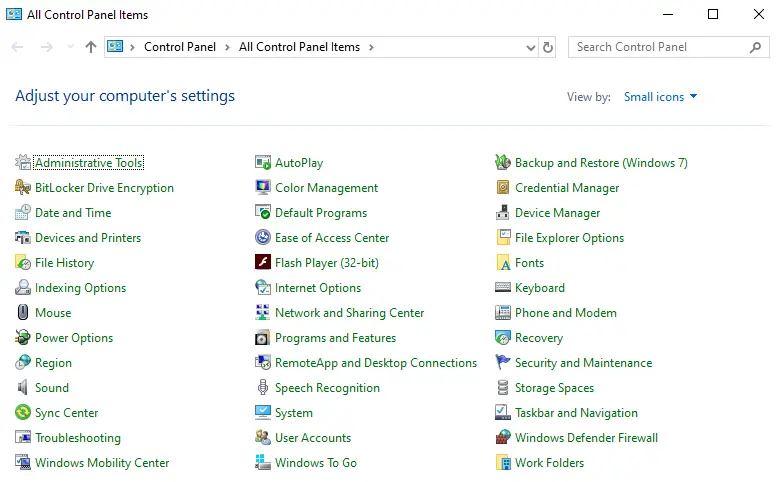 All Control Panel Items
Control Panel > All Control Panel Items >
Search Control Panel
Adjust your computer's settings
View by: Small icons
Administrative Tools AutoPlay Backup and Restore (Windows 7)
BitLocker Drive Encryption Color Management Credential Manager
Date and Time Default Programs Device Manager
Devices and Printers Ease of Access Center File Explorer Options
File History Flash Player (32-bit) Fonts
Indexing Options Internet Options Keyboard
Mouse Network and Sharing Center Phone and Modem
Power Options Programs and Features Recovery
Region RemoteApp and Desktop Connections Security and Maintenance
Sound Speech Recognition Storage Spaces
Sync Center System Taskbar and Navigation
Troubleshooting User Accounts Windows Defender Firewall
Windows Mobility Center Windows To Go Work Folders